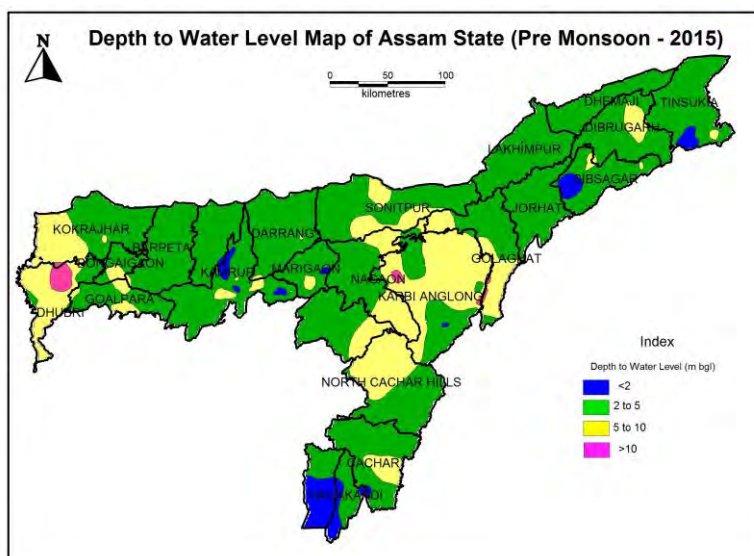 Depth to Water Level Map of Assam State (Pre Monsoon - 2015)
N
0 50 100
kilometres
DHEMAJI
TINSUKIA
DIBRUGARH
LAKHIMPUR
SIBSAGAR
JORHAT
SONITPUR
KOKRAJHAR
DARRANG
BARPETA
GOLAGHAT
BONGAIGAON
KAMRUP
MARIGAON
NAGAON
KARBI ANGLONG
GOALPARA
DHUBRI
NORTH CACHAR HILLS
CACHAR
Index
Depth to Water Level (m bgl)
<2
2 to 5
5 to 10
>10